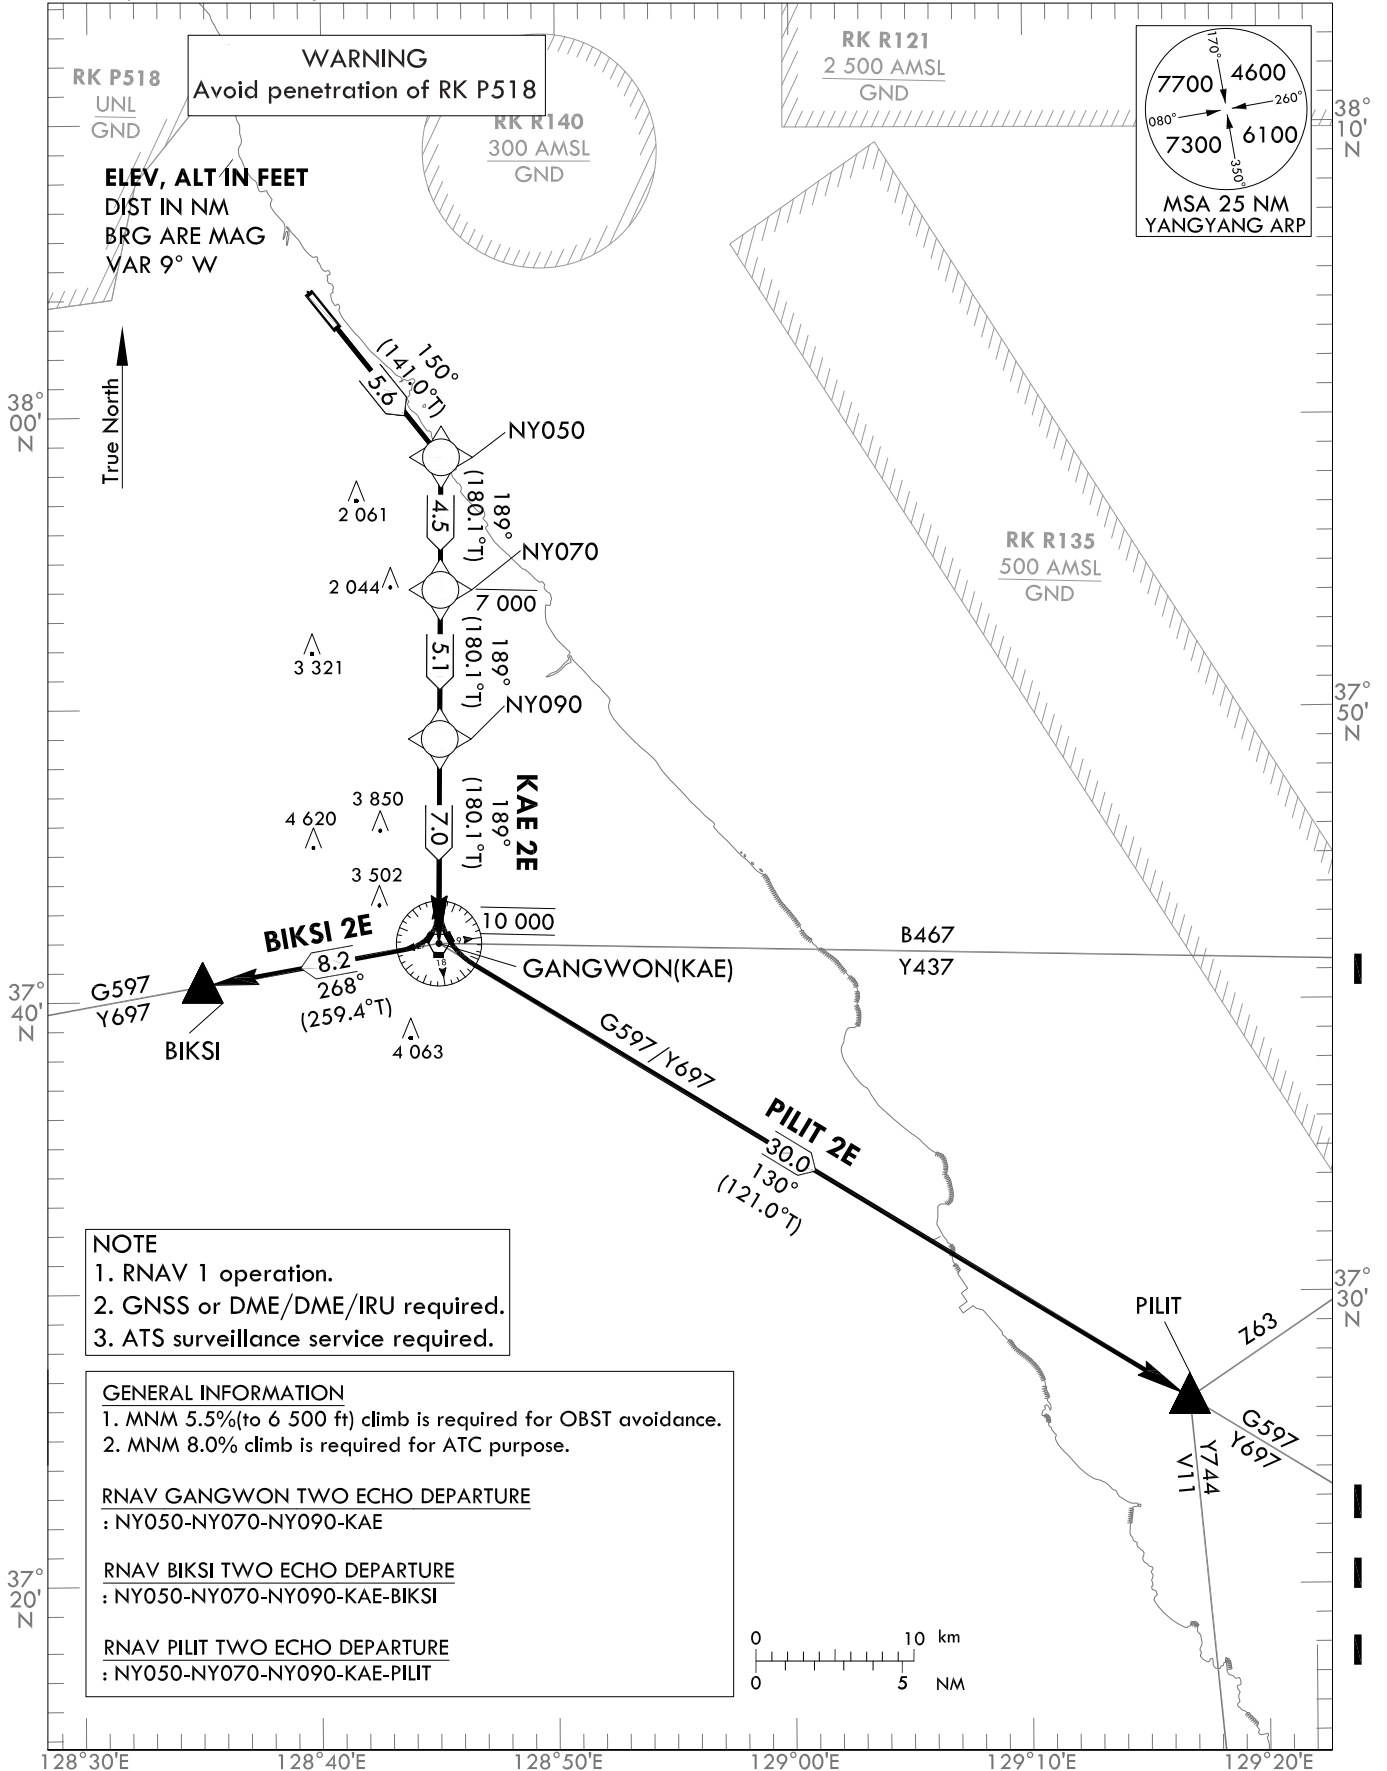 WARNING
Avoid penetration of RK P518
RK P518
UNL
GND
RK R140
300 AMSL
GND
RK R121
2 500 AMSL
GND
170°
7700
4600
260°
080°
7300
6100
350°
MSA 25 NM
YANGYANG ARP
38°
10'
N
ELEV, ALT IN FEET
DIST IN NM
BRG ARE MAG
VAR 9° W
True North
38°
00'
N
150°
(141.0°T)
5.6
NY050
189°
(180.1°T)
4.5
2 061
NY070
7 000
2 044
RK R135
500 AMSL
GND
189°
(180.1°T)
5.1
3 321
NY090
37°
50'
N
KAE 2E
189°
(180.1°T)
7.0
3 850
4 620
3 502
10 000
BIKSI 2E
8.2
268°
(259.4°T)
18
GANGWON(KAE)
B467
Y437
G597
Y697
37°
40'
N
BIKSI
4 063
G597/Y697
PILIT 2E
30.0
130°
(121.0°T)
NOTE
1. RNAV 1 operation.
2. GNSS or DME/DME/IRU required.
3. ATS surveillance service required.
PILIT
Z63
37°
30'
N
G597
Y697
Y744
V11
GENERAL INFORMATION
1. MNM 5.5%(to 6 500 ft) climb is required for OBST avoidance.
2. MNM 8.0% climb is required for ATC purpose.
RNAV GANGWON TWO ECHO DEPARTURE
: NY050-NY070-NY090-KAE
RNAV BIKSI TWO ECHO DEPARTURE
: NY050-NY070-NY090-KAE-BIKSI
RNAV PILIT TWO ECHO DEPARTURE
: NY050-NY070-NY090-KAE-PILIT
37°
20'
N
0 10 km
0 5 NM
128°30'E 128°40'E 128°50'E 129°00'E 129°10'E 129°20'E